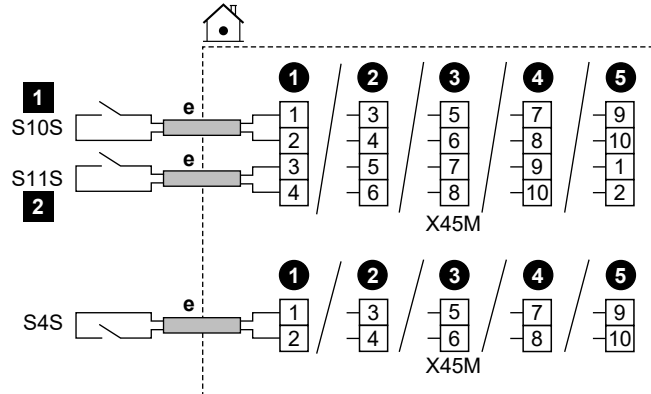 1 2 3 4 5
1
S10S e 1 3 5 7 9
2 4 6 8 10
S11S e 3 5 7 9 1
4 6 8 10 2
2
X45M
1 2 3 4 5
S4S e 1 3 5 7 9
2 4 6 8 10
X45M